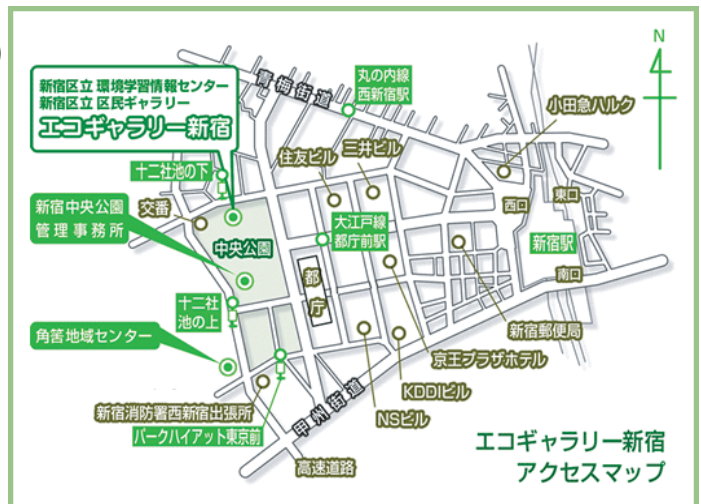 新宿区立 環境学習情報センター
新宿区立 区民ギャラリー
エコギャラリー新宿
青梅街道
丸の内線
西新宿駅
N
小田急ハルク
住友ビル
三井ビル
十二社池の下
交番
新宿中央公園
管理事務所
中央公園
大江戸線
都庁前駅
西口
東口
新宿駅
南口
都庁
十二社
池の上
角筈地域センター
新宿郵便局
京王プラザホテル
KDDIビル
NSビル
新宿消防署西新宿出張所
パークハイアット東京前
甲州街道
高速道路
エコギャラリー新宿
アクセスマップ